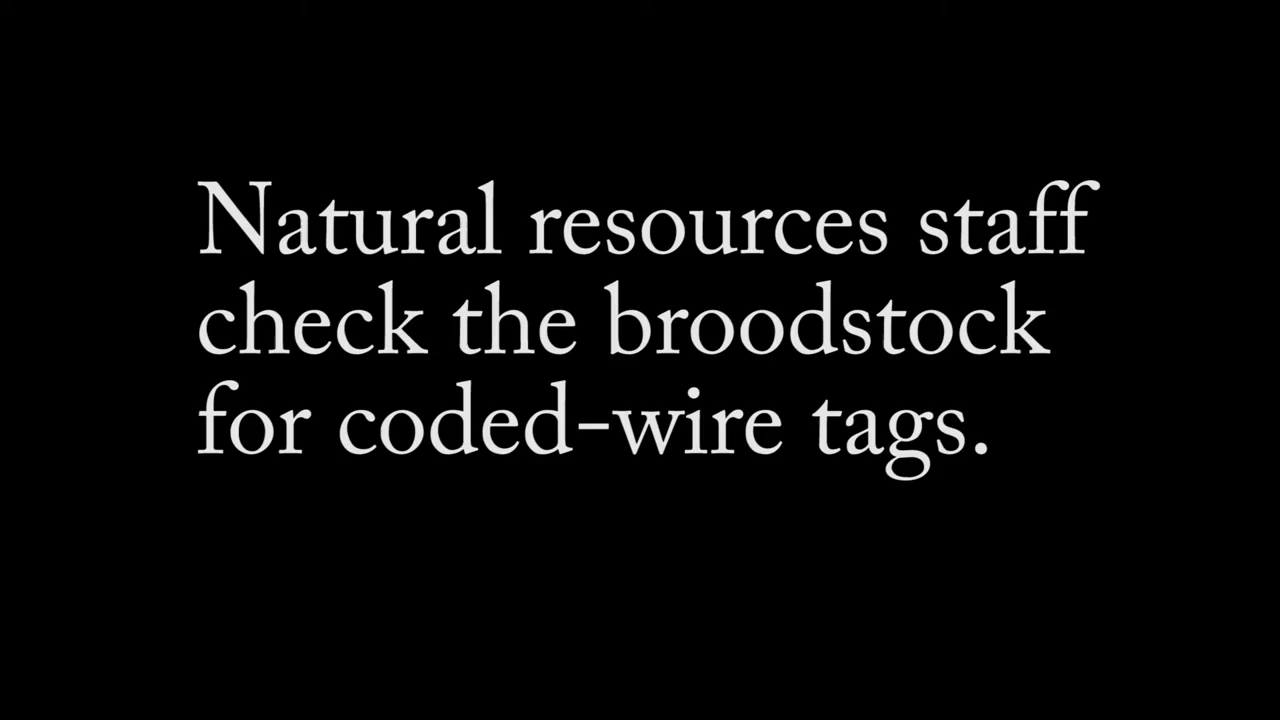 Natural resources staff
check the broodstock
for coded-wire tags.